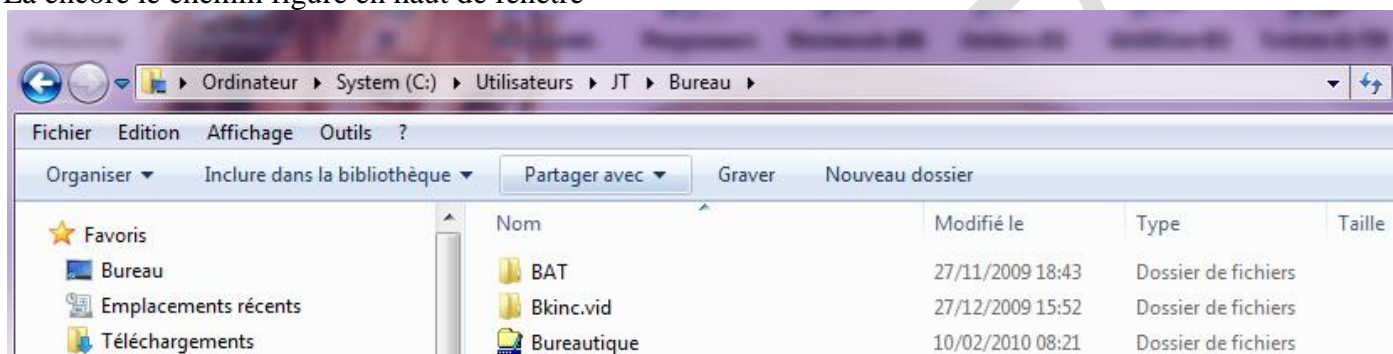 Là encore le chemin figure en haut de fenêtre
Ordinateur System (C:) Utilisateurs JT Bureau
Fichier Edition Affichage Outils ?
Organiser Inclure dans la bibliothèque Partager avec Graver Nouveau dossier
Favoris
Bureau
Emplacements récents
Téléchargements
Nom Modifié le Type Taille
BAT 27/11/2009 18:43 Dossier de fichiers
Bkinc.vid 27/12/2009 15:52 Dossier de fichiers
Bureautique 10/02/2010 08:21 Dossier de fichiers